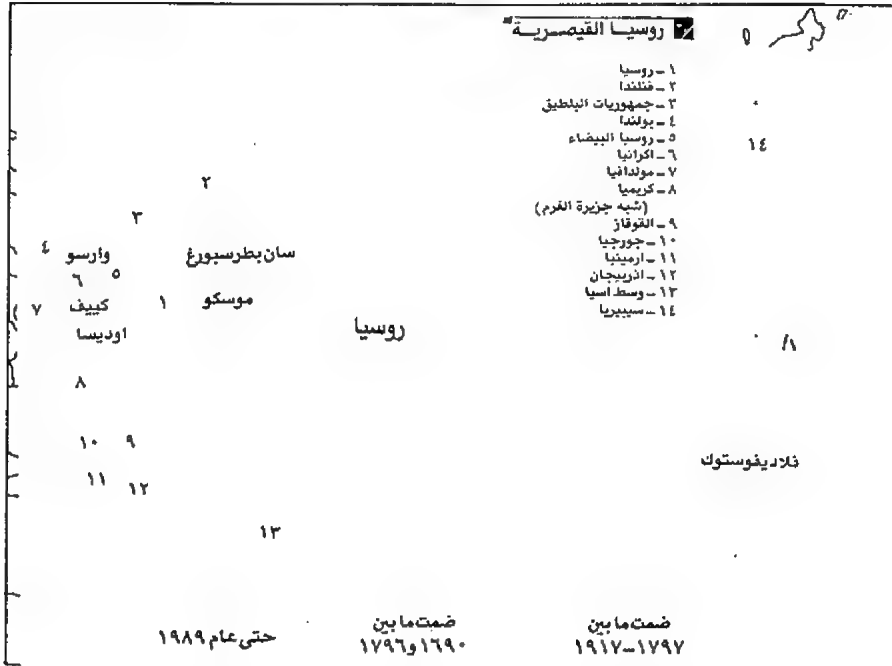 روسيا القيصرية
١ - روسيا
٢ - فنلندا
٣ - جمهوريات البلطيق
٤ - بولندا
٥ - روسيا البيضاء
٦ - اكرانيا
٧ - مولدافيا
٨ - كريميا
(شبه جزيرة القرم)
٩ - القوقاز
١٠ - جورجيا
١١ - ارمينيا
١٢ - اذربيجان
١٣ - وسط اسيا
١٤ - سيبيريا
١٤
٢
٣
سان بطرسبورغ
وارسو
٤
٥
٦
موسكو
١
كييف
٧
اوديسا
روسيا
٨
٩
١٠
فلاديفوستوك
١١
١٢
١٣
ضمت ما بين
١٧٩٧-١٩١٧
ضمت ما بين
١٦٩٠ و ١٧٩٦
حتى عام ١٩٨٩